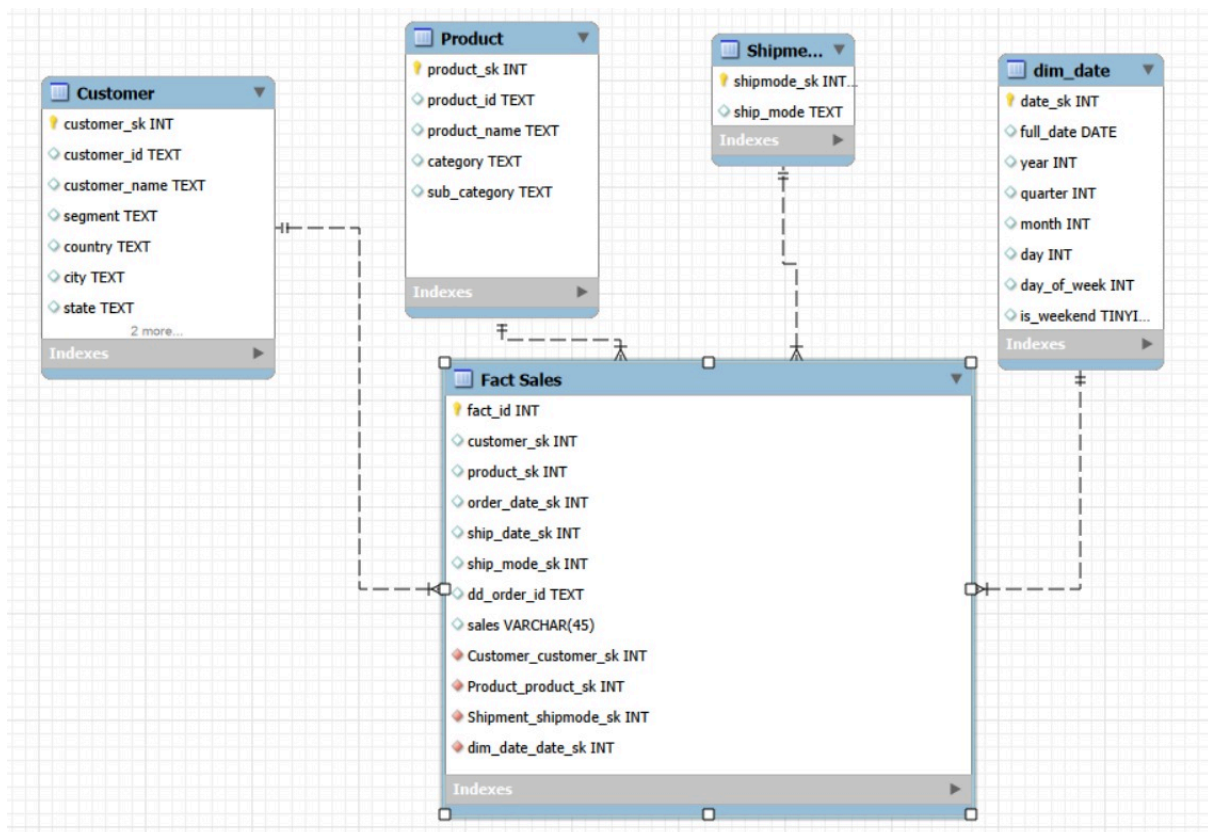 Customer
customer_sk INT
customer_id TEXT
customer_name TEXT
segment TEXT
country TEXT
city TEXT
state TEXT
2 more...
Indexes
Product
product_sk INT
product_id TEXT
product_name TEXT
category TEXT
sub_category TEXT
Indexes
Shipme...
shipmode_sk INT...
ship_mode TEXT
Indexes
dim_date
date_sk INT
full_date DATE
year INT
quarter INT
month INT
day INT
day_of_week INT
is_weekend TINYI...
Indexes
Fact Sales
fact_id INT
customer_sk INT
product_sk INT
order_date_sk INT
ship_date_sk INT
ship_mode_sk INT
dd_order_id TEXT
sales VARCHAR(45)
Customer_customer_sk INT
Product_product_sk INT
Shipment_shipmode_sk INT
dim_date_date_sk INT
Indexes